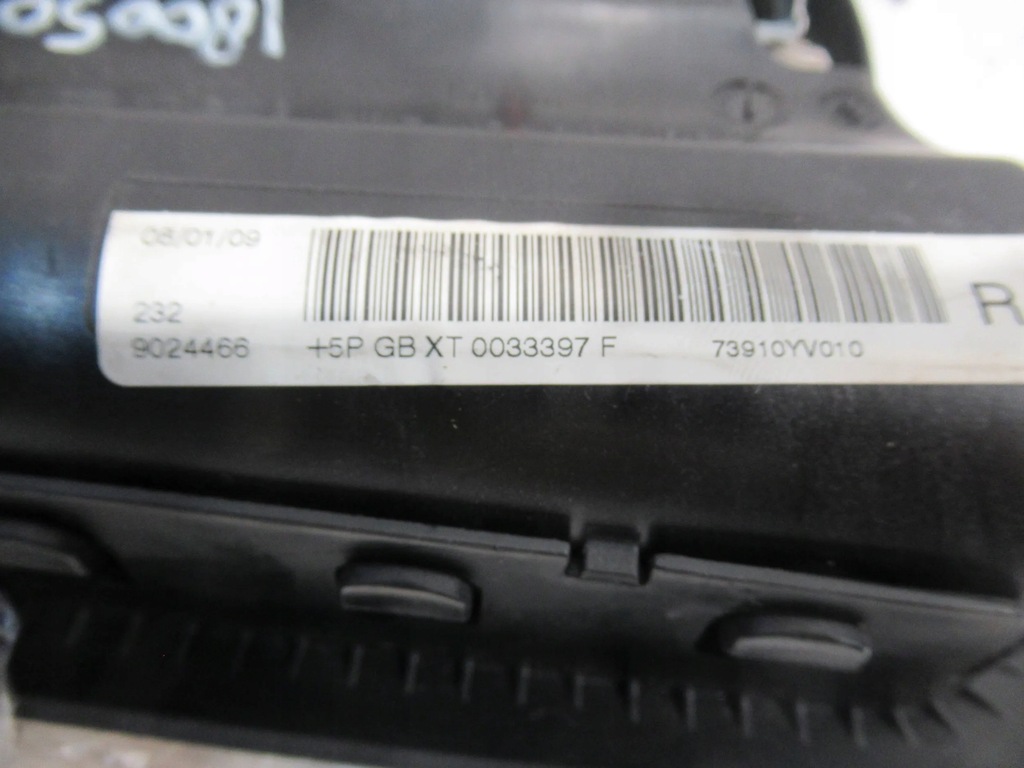 08/01/09
232
R
9024466 +5P GB XT 0033397 F 73910YV010